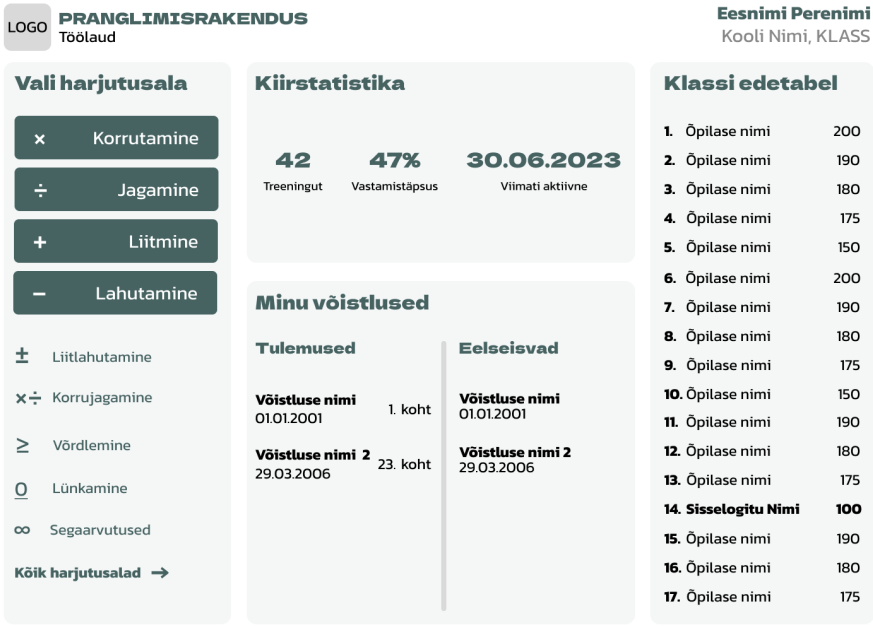 LOGO
PRANGLIMISRAKENDUS
Töölaud
Eesnimi Perenimi
Kooli Nimi, KLASS
Vali harjutusala
× Korrutamine
÷ Jagamine
+ Liitmine
− Lahutamine
± Liitlahutamine
×÷ Korrujagamine
≥ Võrdlemine
0 Lünkamine
∞ Segaarvutused
Kõik harjutusalad →
Kiirstatistika
42
Treeningut
47%
Vastamistäpsus
30.06.2023
Viimati aktiivne
Minu võistlused
Tulemused
Võistluse nimi
01.01.2001
1. koht
Võistluse nimi 2
29.03.2006
23. koht
Eelseisvad
Võistluse nimi
01.01.2001
Võistluse nimi 2
29.03.2006
Klassi edetabel
1. Õpilase nimi 200
2. Õpilase nimi 190
3. Õpilase nimi 180
4. Õpilase nimi 175
5. Õpilase nimi 150
6. Õpilase nimi 200
7. Õpilase nimi 190
8. Õpilase nimi 180
9. Õpilase nimi 175
10. Õpilase nimi 150
11. Õpilase nimi 190
12. Õpilase nimi 180
13. Õpilase nimi 175
14. Sisselogitu Nimi 100
15. Õpilase nimi 190
16. Õpilase nimi 180
17. Õpilase nimi 175